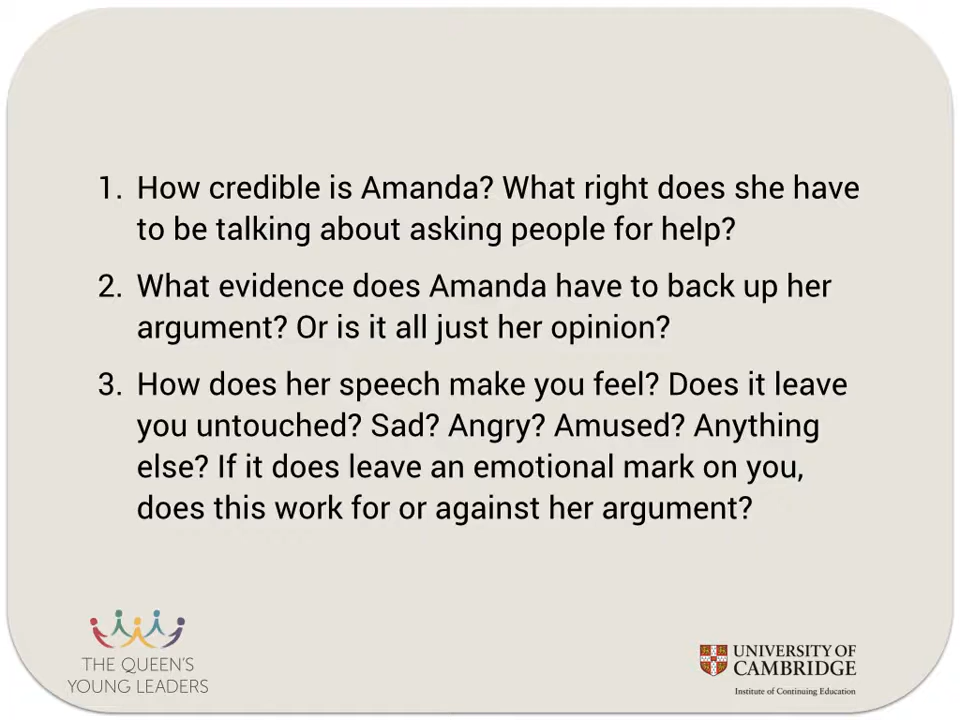 1. How credible is Amanda? What right does she have
to be talking about asking people for help?
2. What evidence does Amanda have to back up her
argument? Or is it all just her opinion?
3. How does her speech make you feel? Does it leave
you untouched? Sad? Angry? Amused? Anything
else? If it does leave an emotional mark on you,
does this work for or against her argument?
THE QUEEN'S
YOUNG LEADERS
UNIVERSITY OF
CAMBRIDGE
Institute of Continuing Education